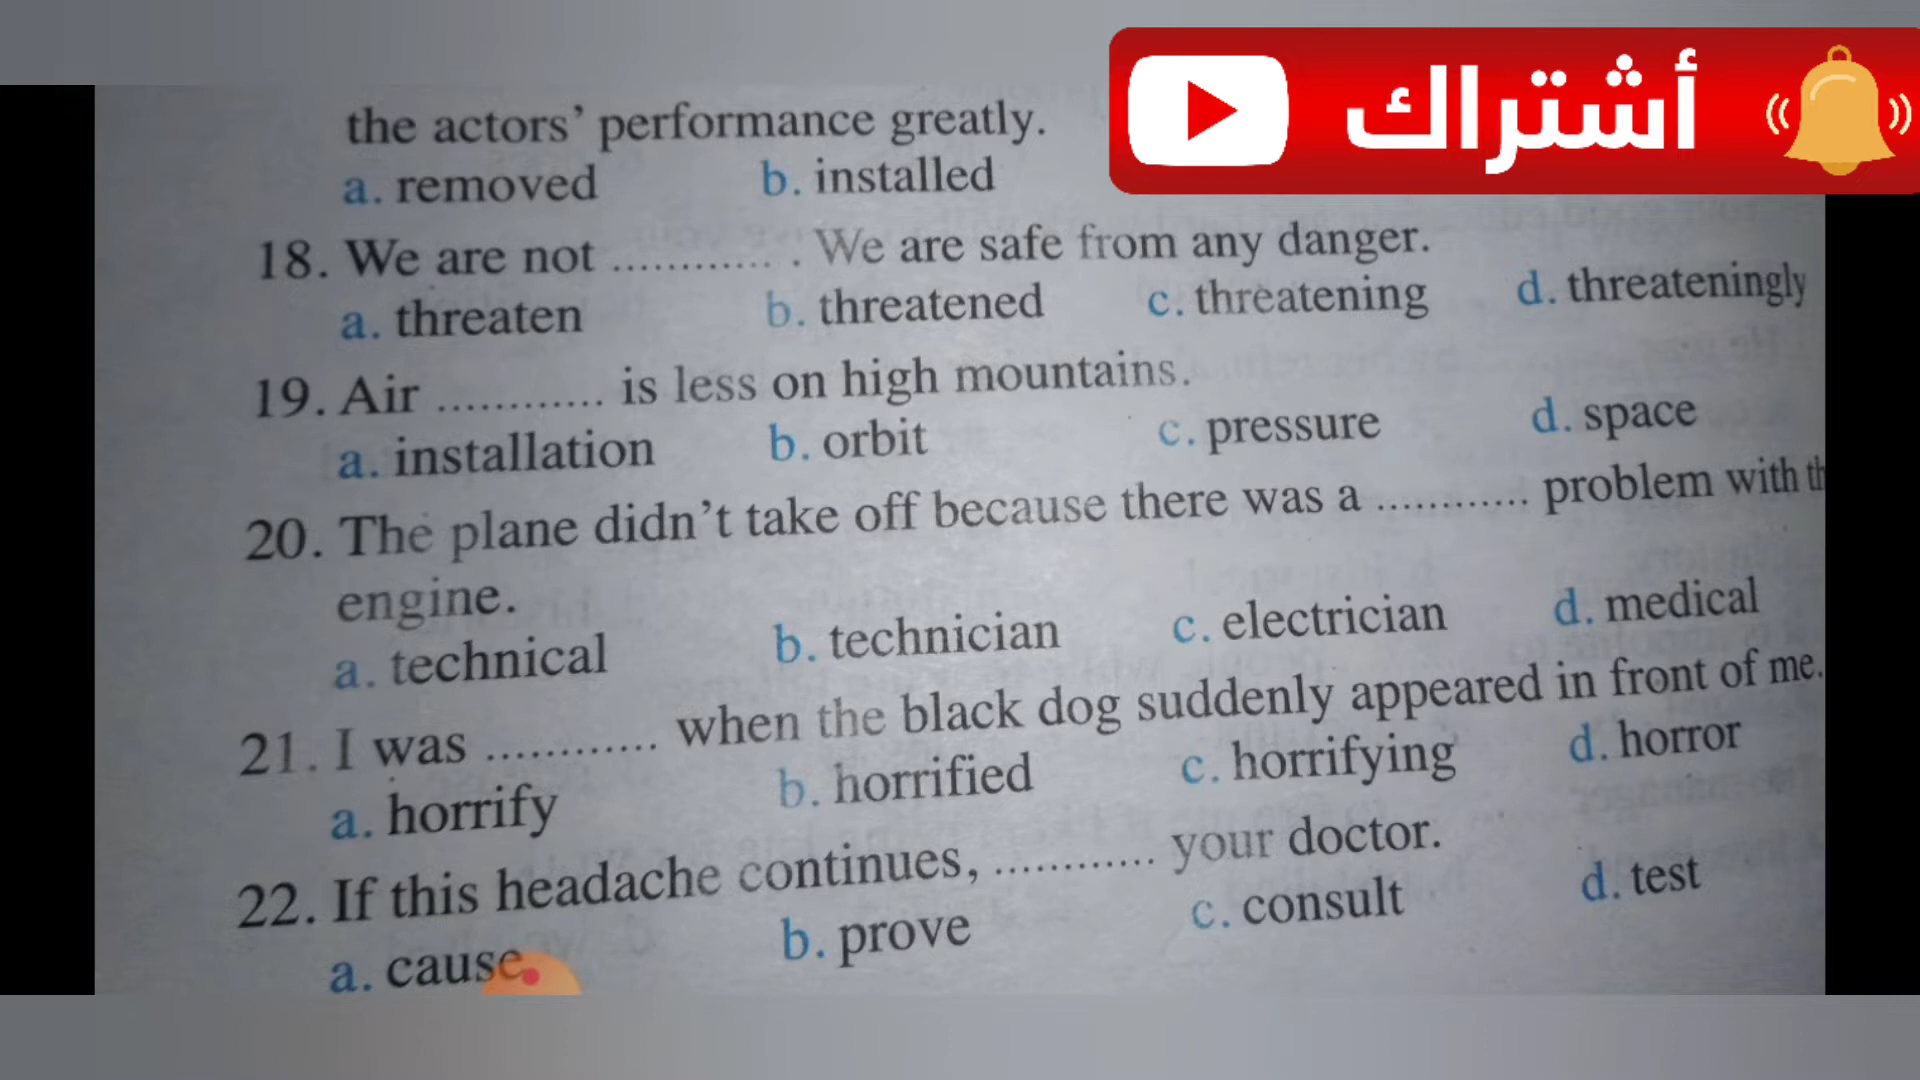 أشتراك
the actors' performance greatly.
a. removed b. installed
18. We are not ............ . We are safe from any danger.
a. threaten b. threatened c. threatening d. threateningly
19. Air ............ is less on high mountains.
a. installation b. orbit c. pressure d. space
20. The plane didn't take off because there was a ........... problem with th
engine.
a. technical b. technician c. electrician d. medical
21. I was ............. when the black dog suddenly appeared in front of me.
a. horrify b. horrified c. horrifying d. horror
22. If this headache continues, ............ your doctor.
a. cause b. prove c. consult d. test